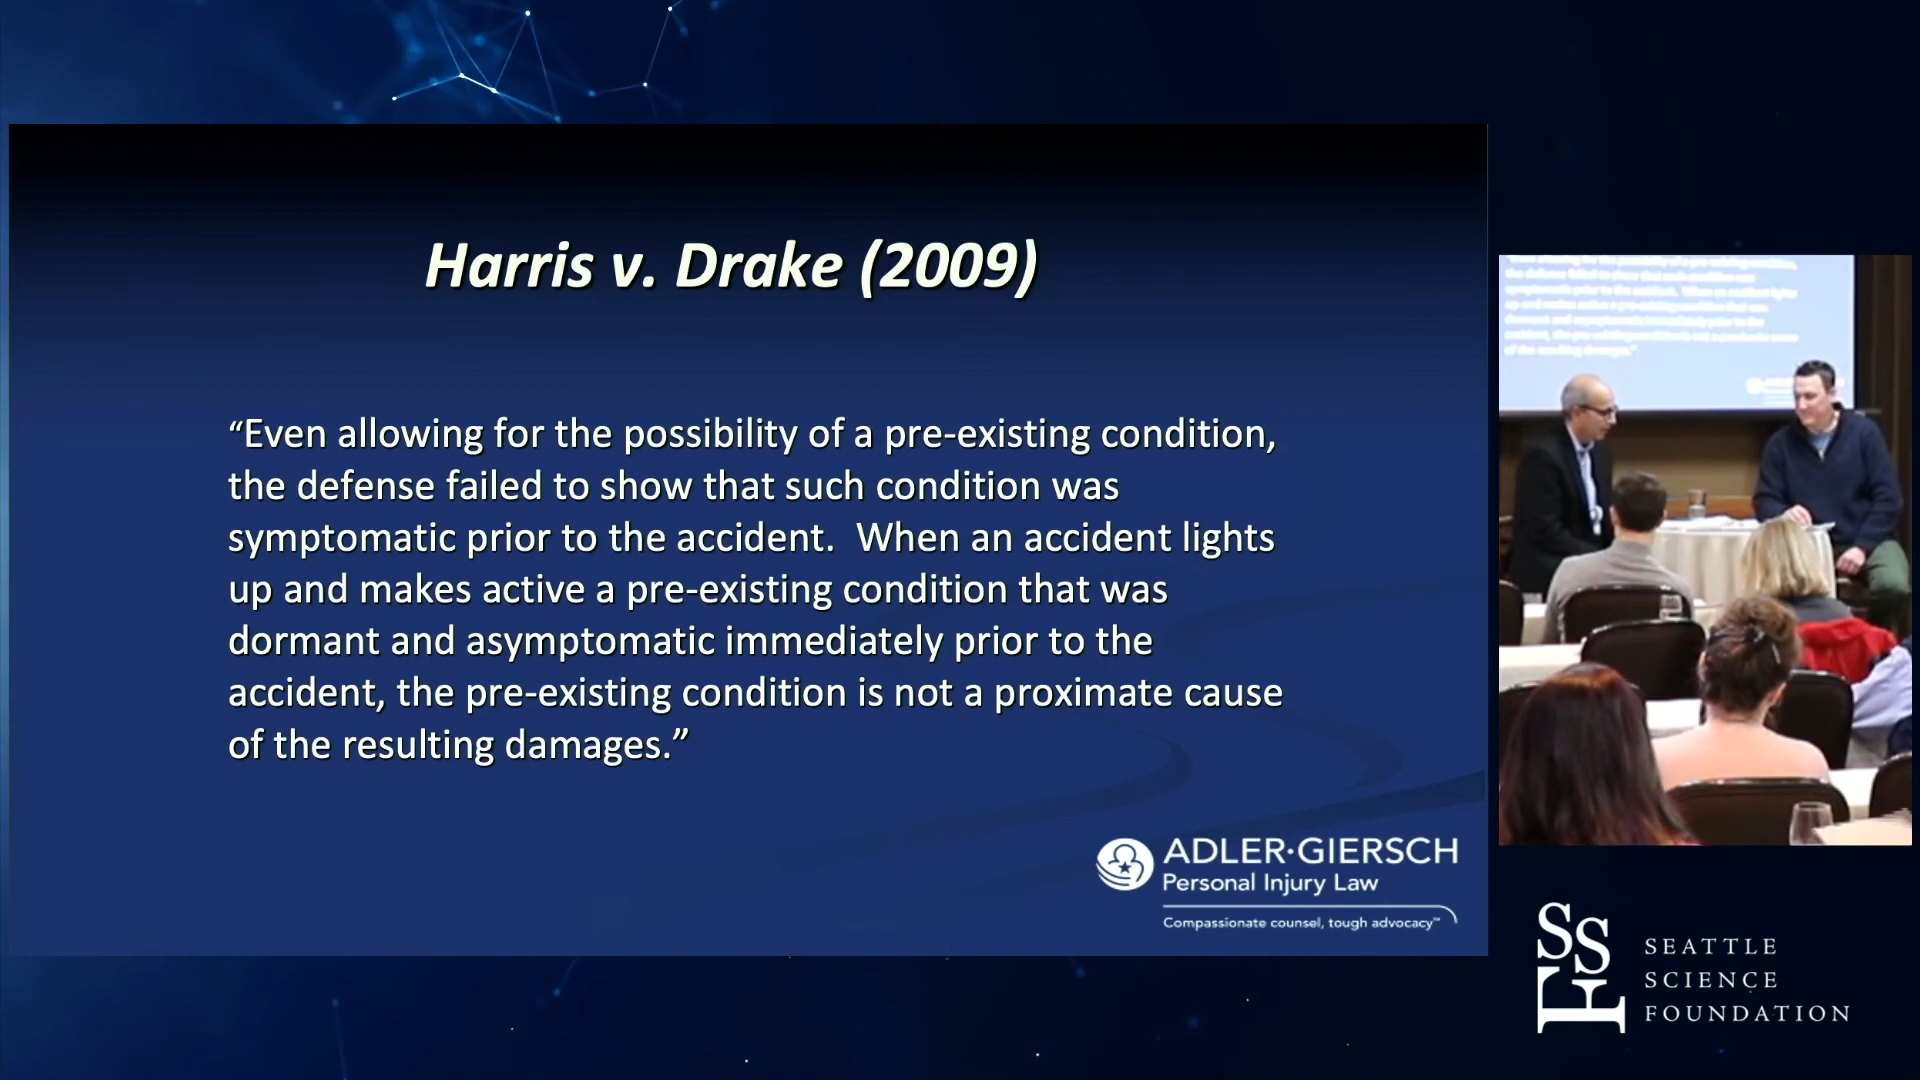 Harris v. Drake (2009)
“Even allowing for the possibility of a pre-existing condition,
the defense failed to show that such condition was
symptomatic prior to the accident.  When an accident lights
up and makes active a pre-existing condition that was
dormant and asymptomatic immediately prior to the
accident, the pre-existing condition is not a proximate cause
of the resulting damages.”
ADLER·GIERSCH
Personal Injury Law
Compassionate counsel, tough advocacy℠
SSF
SEATTLE
SCIENCE
FOUNDATION